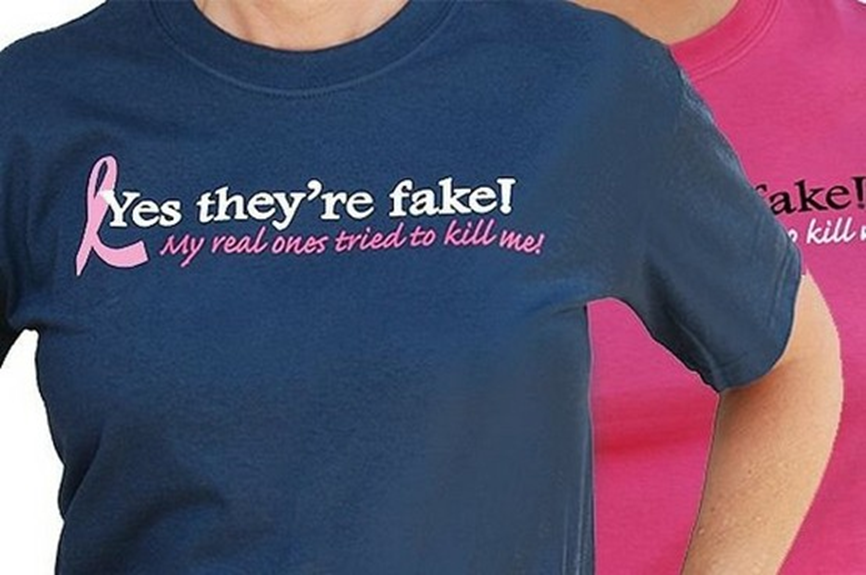 Yes they're fake!
My real ones tried to kill me!
fake!
o kill